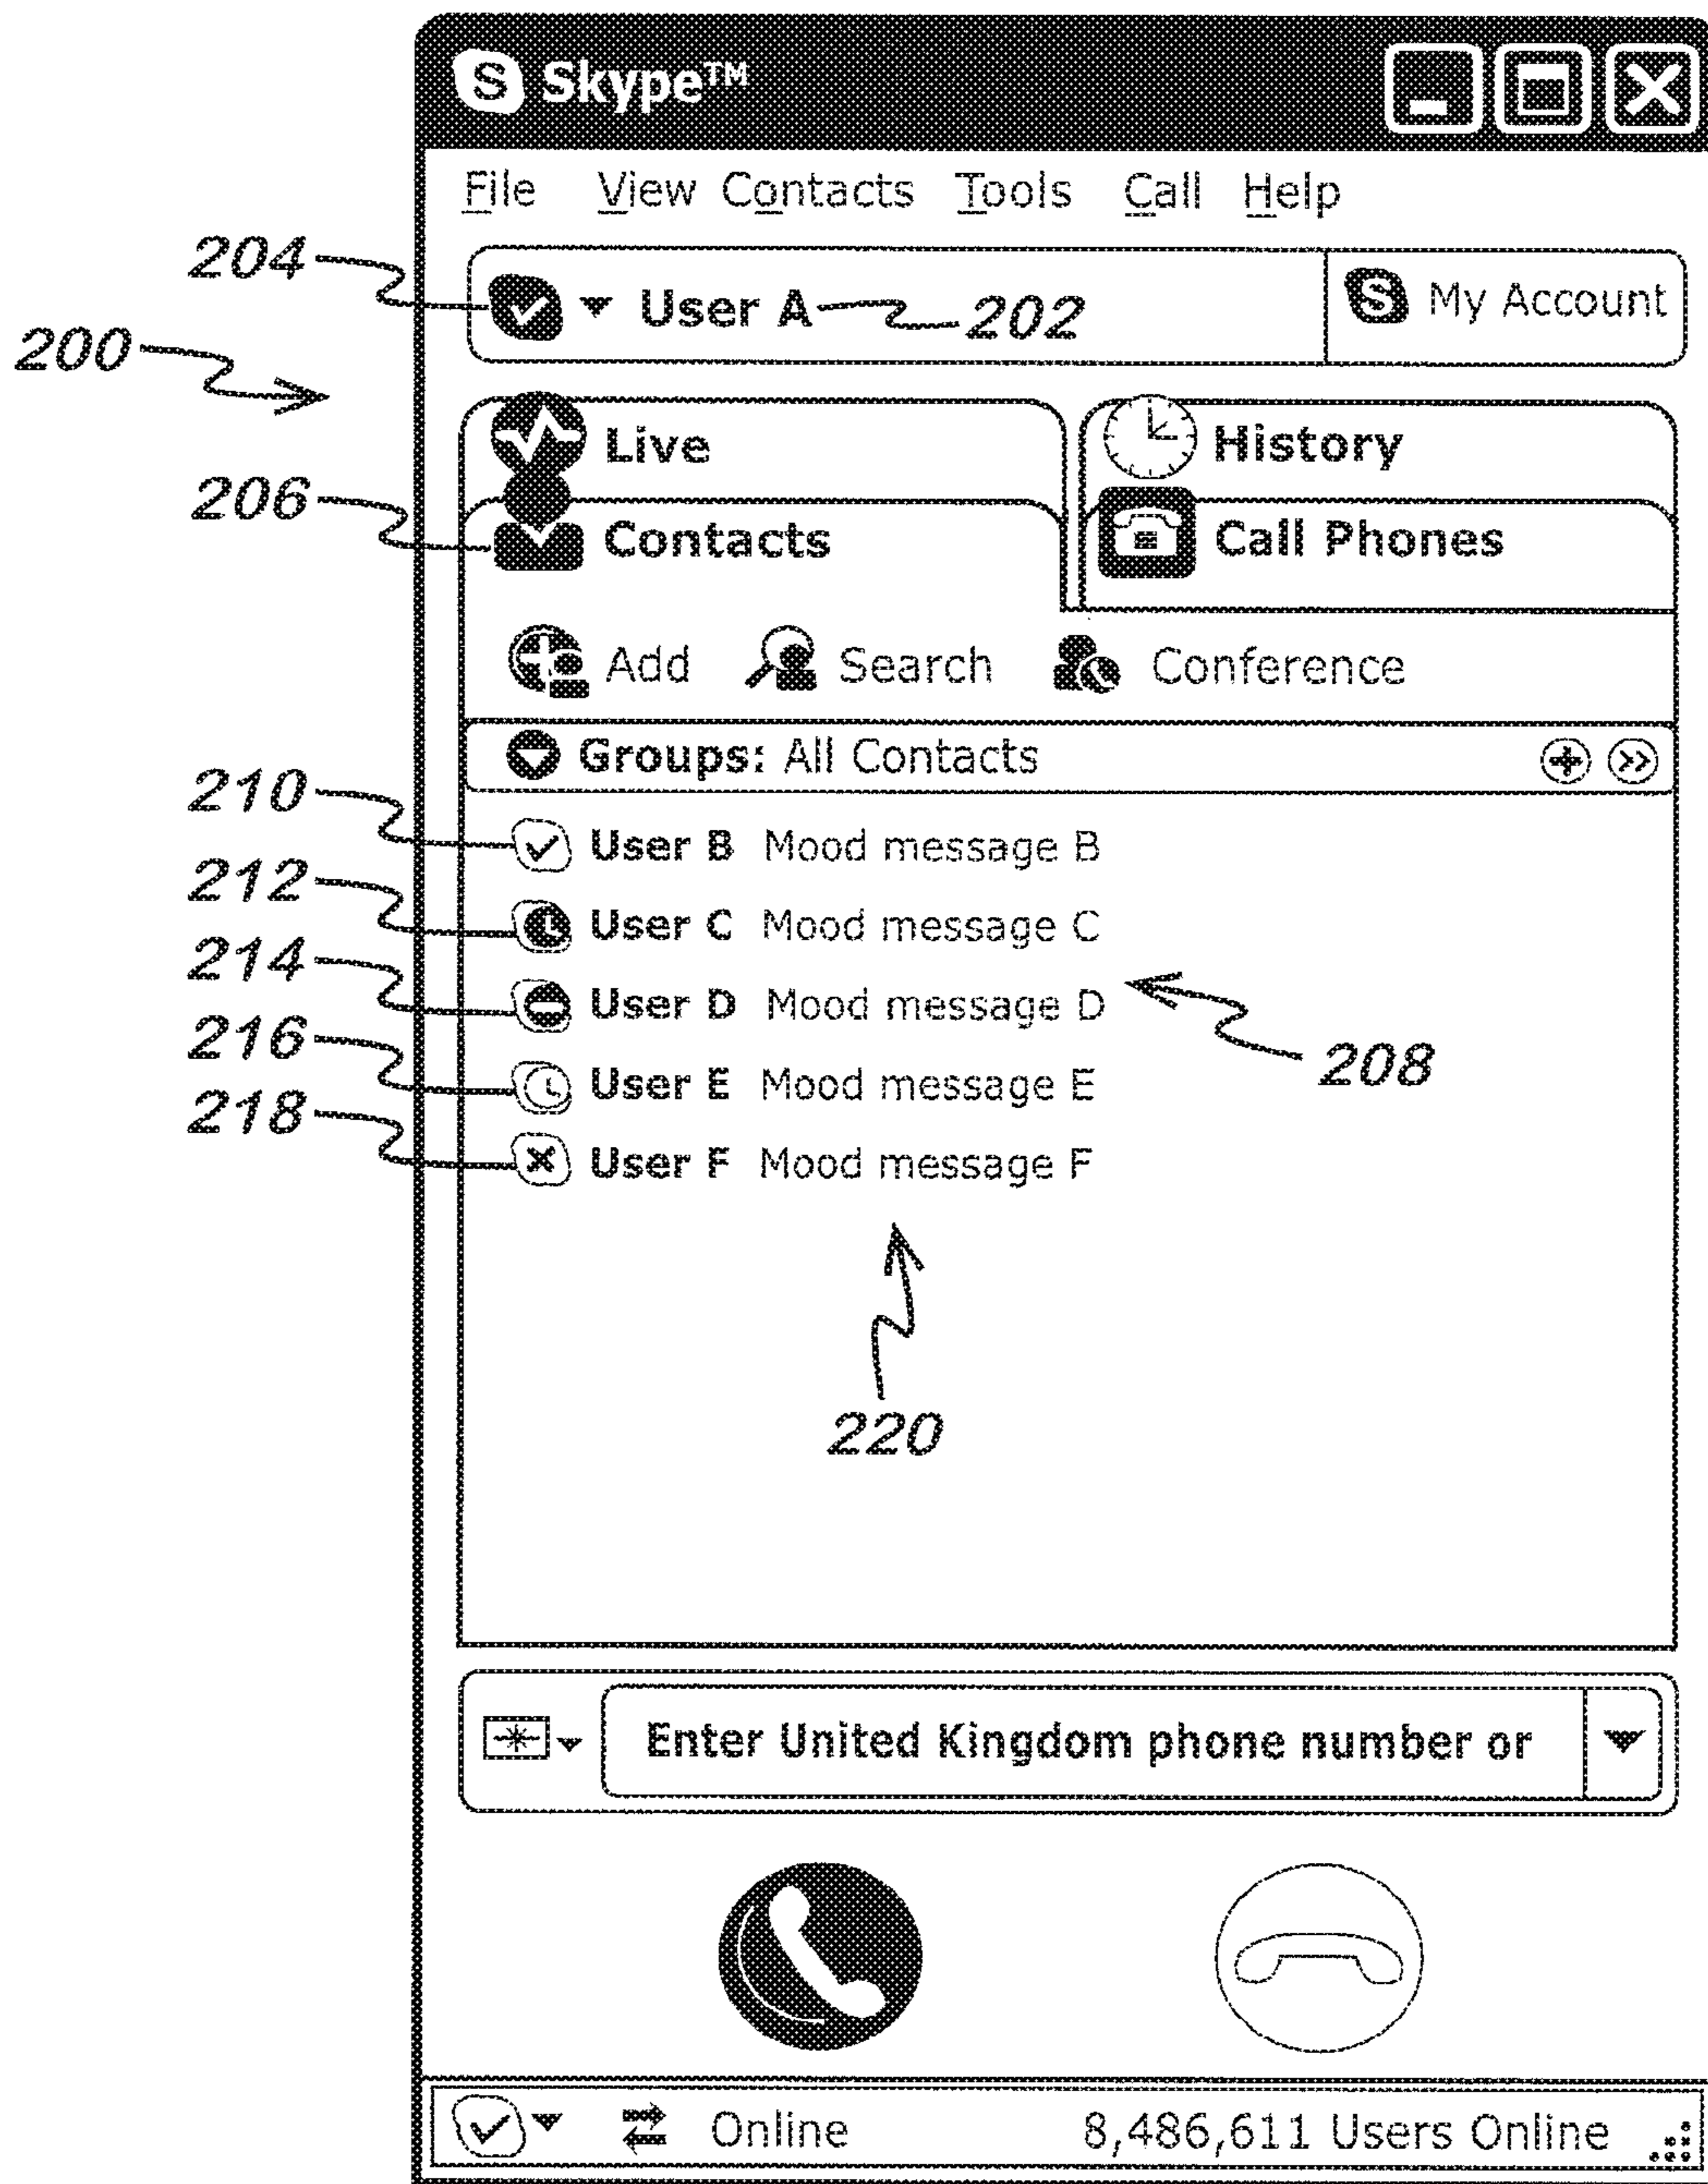 Skype™
File View Contacts Tools Call Help
204
User A 202 My Account
200
Live History
206 Contacts Call Phones
Add Search Conference
Groups: All Contacts
210 User B Mood message B
212 User C Mood message C
214 User D Mood message D
216 User E Mood message E
208
218 User F Mood message F
220
Enter United Kingdom phone number or
Online 8,486,611 Users Online